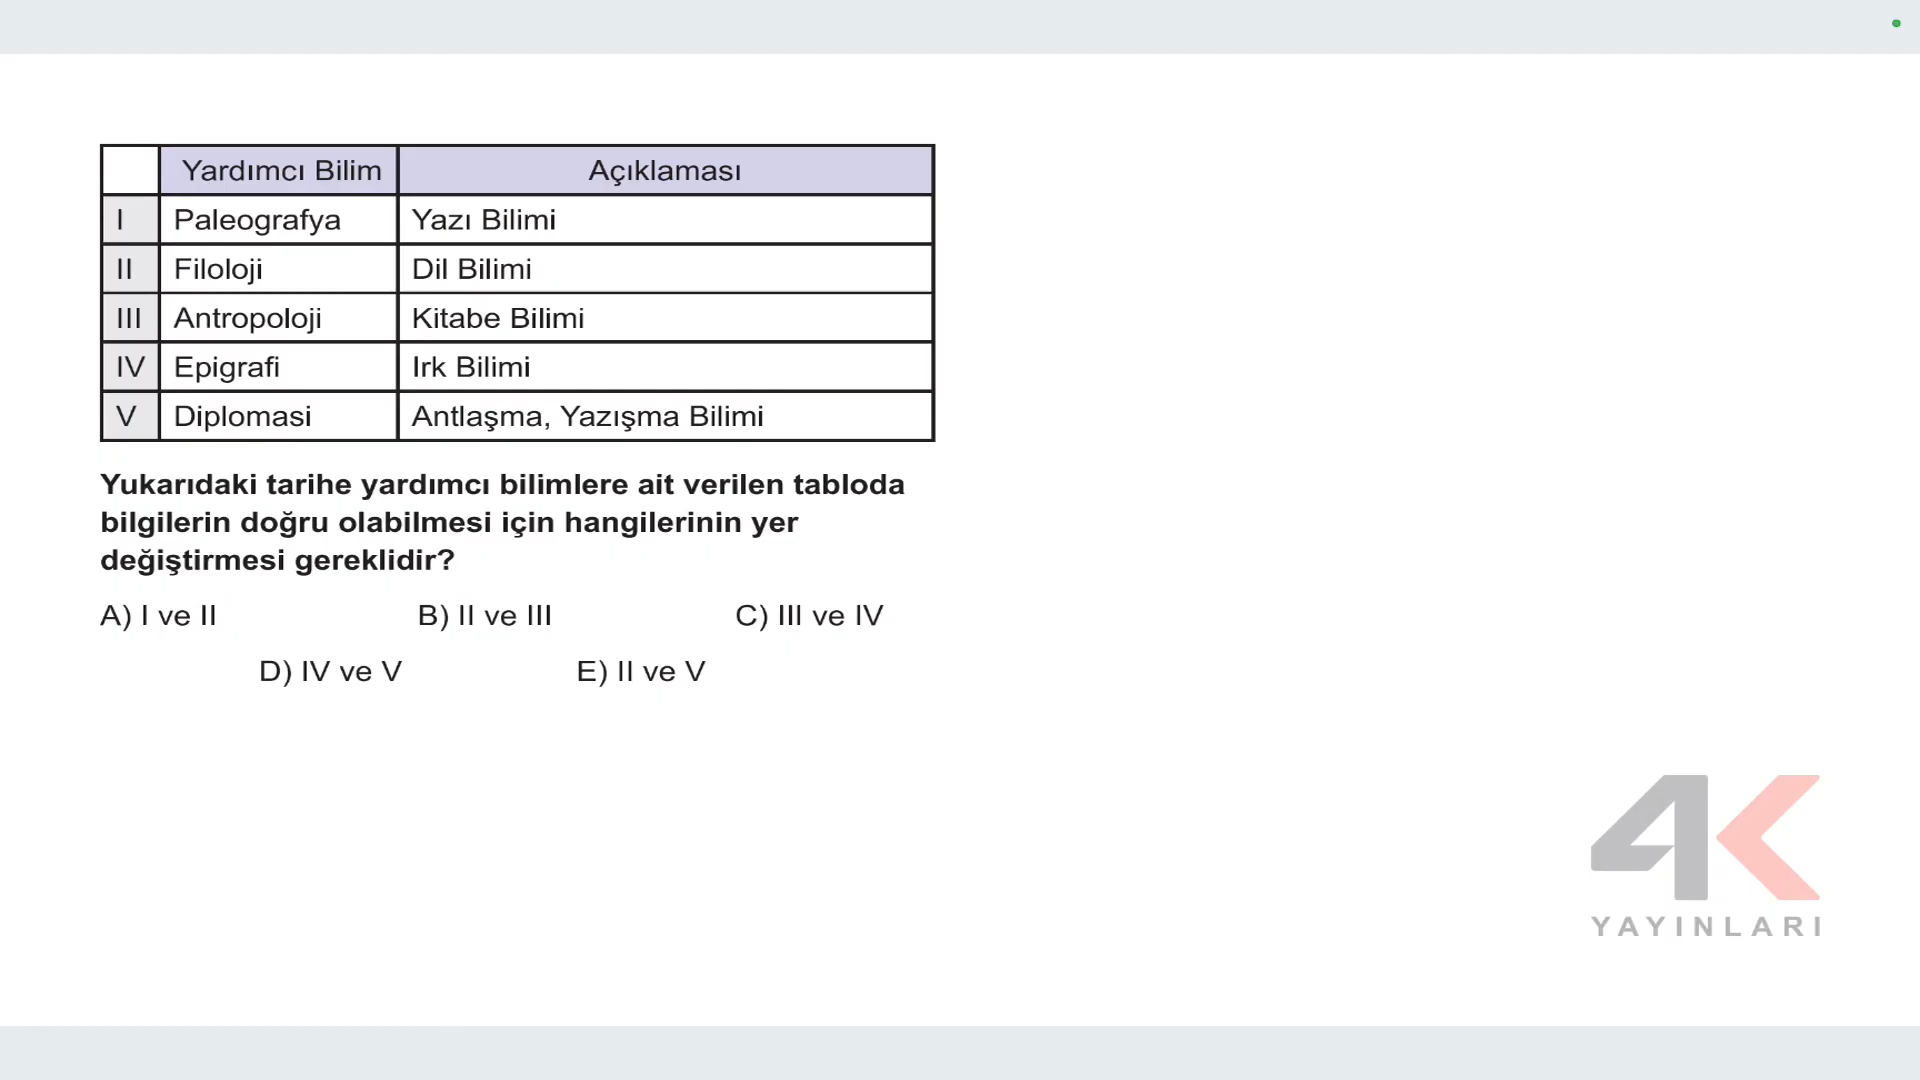 Yardımcı Bilim Açıklaması
I Paleografya Yazı Bilimi
II Filoloji Dil Bilimi
III Antropoloji Kitabe Bilimi
IV Epigrafi Irk Bilimi
V Diplomasi Antlaşma, Yazışma Bilimi
Yukarıdaki tarihe yardımcı bilimlere ait verilen tabloda
bilgilerin doğru olabilmesi için hangilerinin yer
değiştirmesi gereklidir?
A) I ve II B) II ve III C) III ve IV
D) IV ve V E) II ve V
4K
YAYINLARI